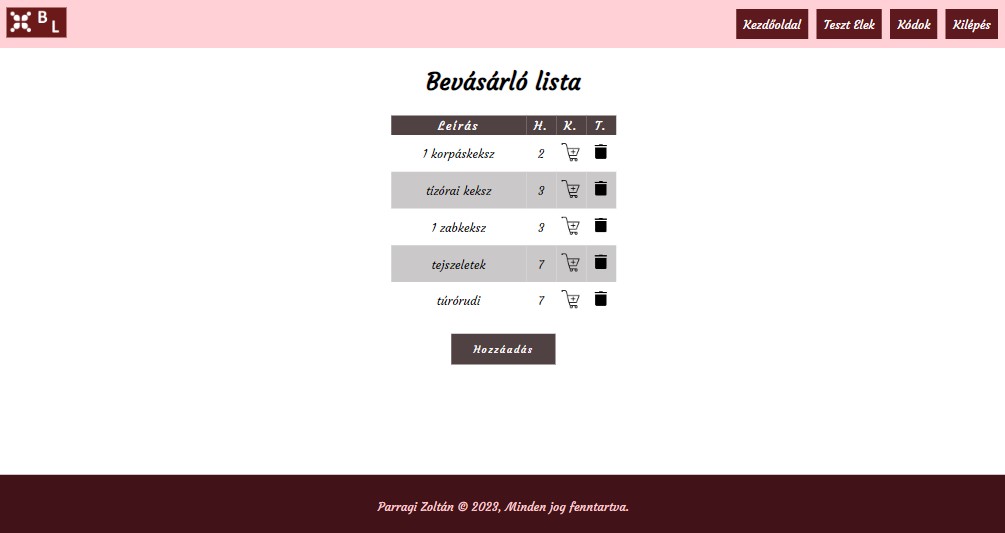 B L
Kezdőoldal Teszt Elek Kódok Kilépés
Bevásárló lista
Leírás H. K. T.
1 korpáskeksz 2
tízórai keksz 3
1 zabkeksz 3
tejszeletek 7
túrórudi 7
Hozzáadás
Parragi Zoltán © 2023, Minden jog fenntartva.